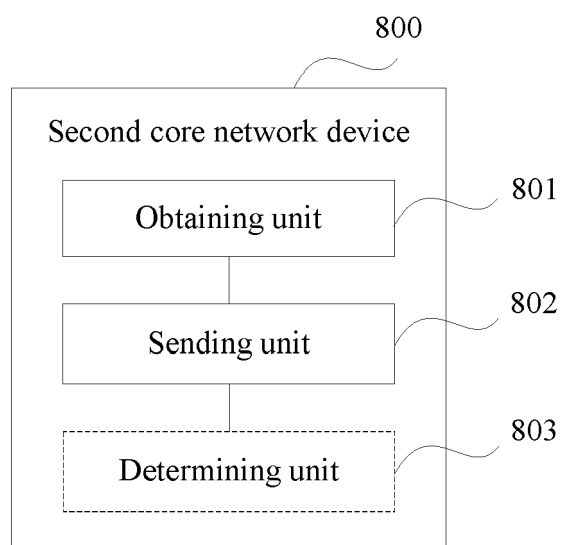 800
Second core network device
801
Obtaining unit
802
Sending unit
803
Determining unit